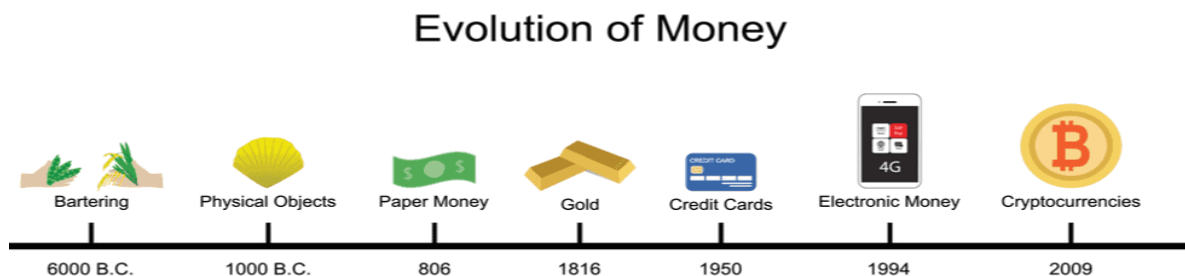 Evolution of Money
CREDIT CARD
4G
Bartering
Physical Objects
Paper Money
Gold
Credit Cards
Electronic Money
Cryptocurrencies
6000 B.C.
1000 B.C.
806
1816
1950
1994
2009